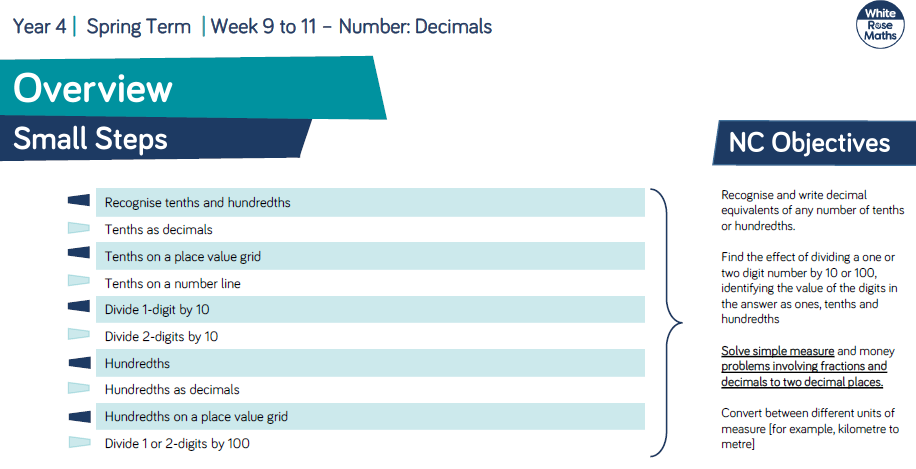 Year 4 | Spring Term | Week 9 to 11 – Number: Decimals
White
Rose
Maths
Overview
Small Steps
NC Objectives
Recognise tenths and hundredths
Tenths as decimals
Tenths on a place value grid
Tenths on a number line
Divide 1-digit by 10
Divide 2-digits by 10
Hundredths
Hundredths as decimals
Hundredths on a place value grid
Divide 1 or 2-digits by 100
Recognise and write decimal
equivalents of any number of tenths
or hundredths.
Find the effect of dividing a one or
two digit number by 10 or 100,
identifying the value of the digits in
the answer as ones, tenths and
hundredths
Solve simple measure and money
problems involving fractions and
decimals to two decimal places.
Convert between different units of
measure [for example, kilometre to
metre]